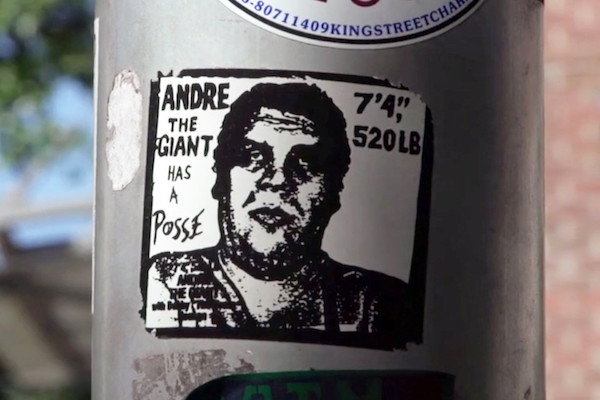 -80711409KINGSTREETCHA
ANDRE
THE
GIANT
HAS
A
POSSE
7'4",
520LB